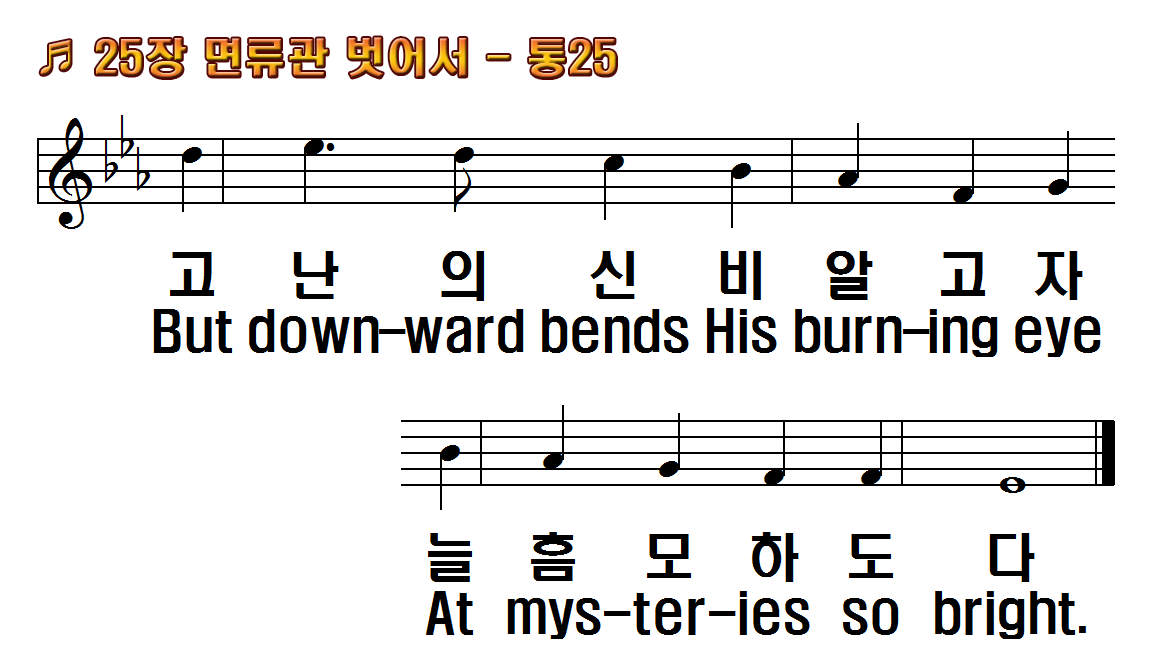 ♬ 25장 면류관 벗어서 - 통25
고 난 의 신 비 알 고 자
But down-ward bends His burn-ing eye
늘 흠 모 하 도 다
At mys-ter-ies so bright.